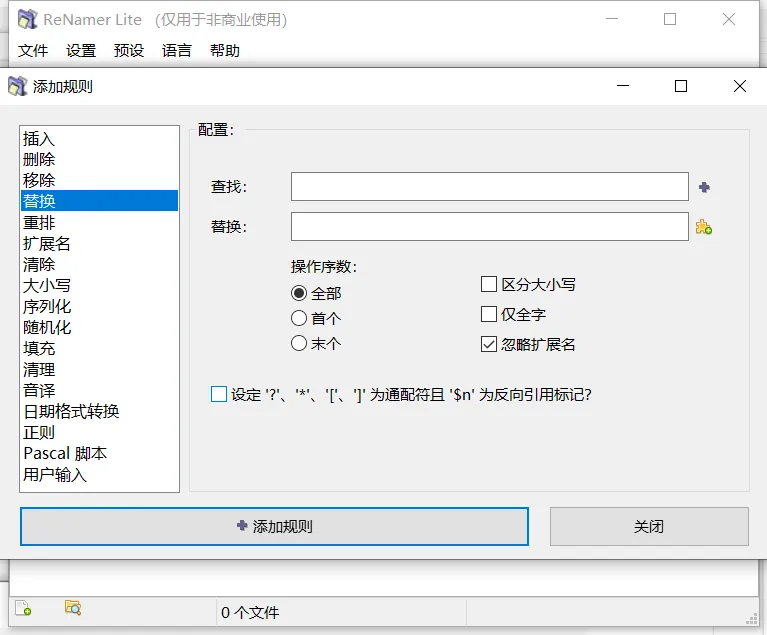 ReNamer Lite (仅用于非商业使用)
文件 设置 预设 语言 帮助
添加规则
插入
删除
移除
替换
重排
扩展名
清除
大小写
序列化
随机化
填充
清理
音译
日期格式转换
正则
Pascal 脚本
用户输入
配置:
查找:
替换:
操作序数:
全部
首个
末个
区分大小写
仅全字
忽略扩展名
设定 '?'、'*'、'['、']' 为通配符且 '$n' 为反向引用标记?
添加规则
关闭
0 个文件